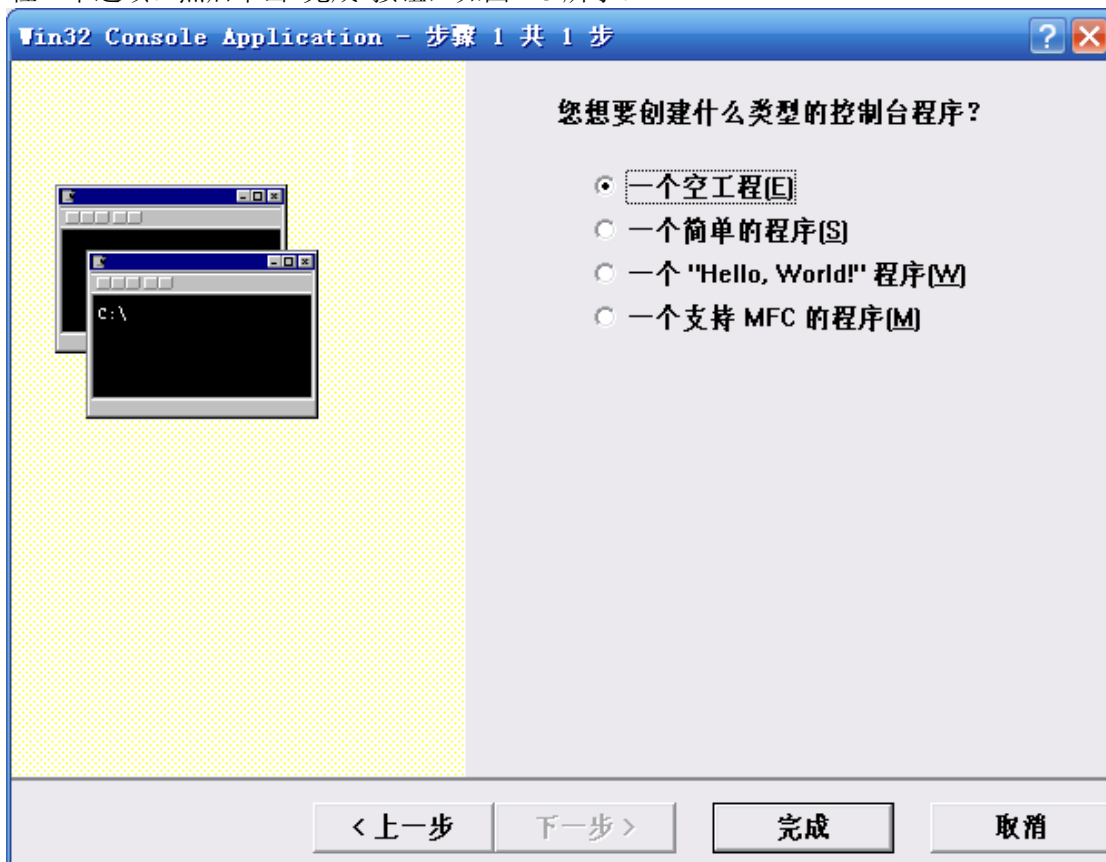 Win32 Console Application - 步骤 1 共 1 步
您想要创建什么类型的控制台程序?
一个空工程(E)
一个简单的程序(S)
一个 "Hello, World!" 程序(W)
一个支持 MFC 的程序(M)
C:\
<上一步
下一步>
完成
取消